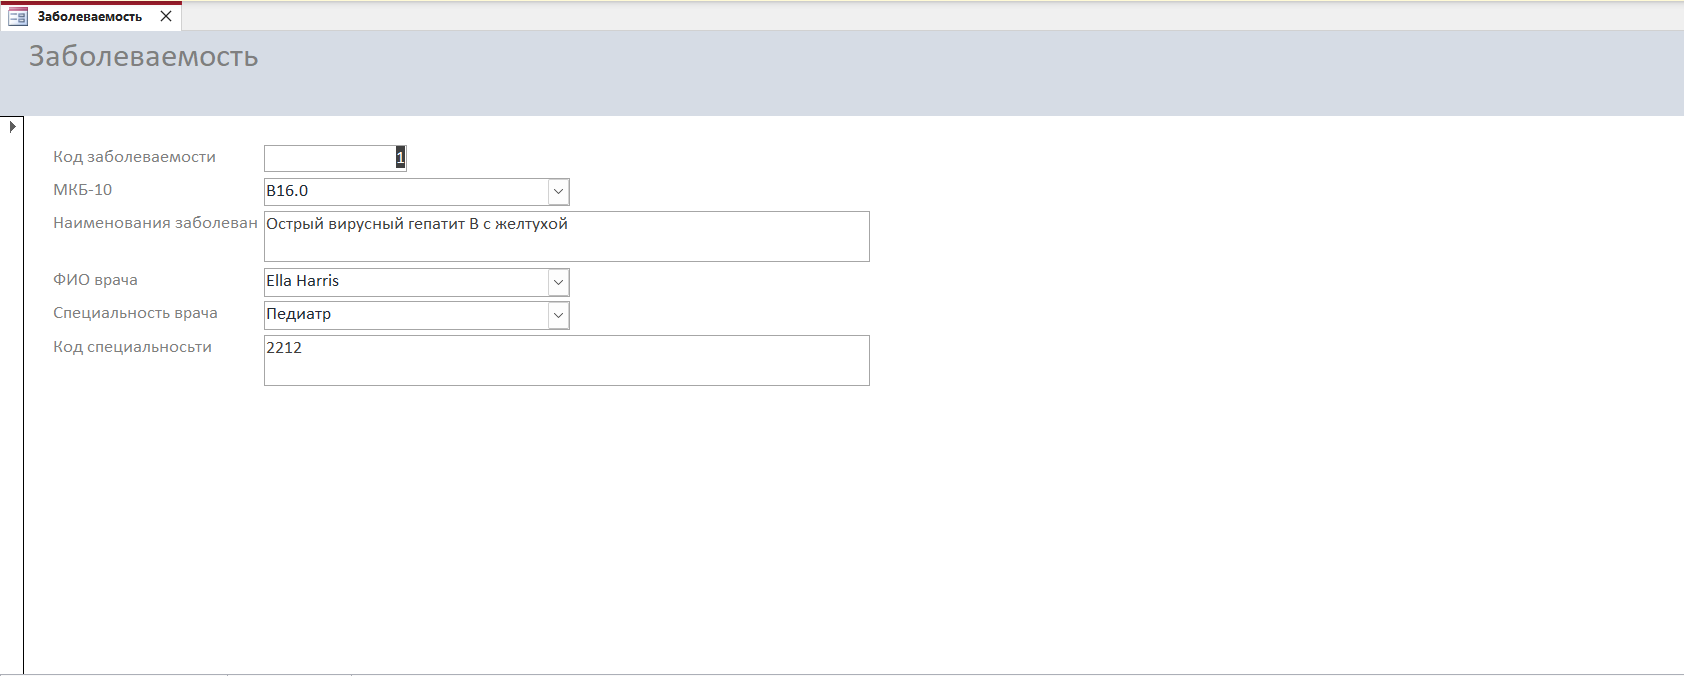 Заболеваемость
Заболеваемость
Код заболеваемости 1
МКБ-10 B16.0
Наименования заболеван Острый вирусный гепатит B с желтухой
ФИО врача Ella Harris
Специальность врача Педиатр
Код специальносьти 2212